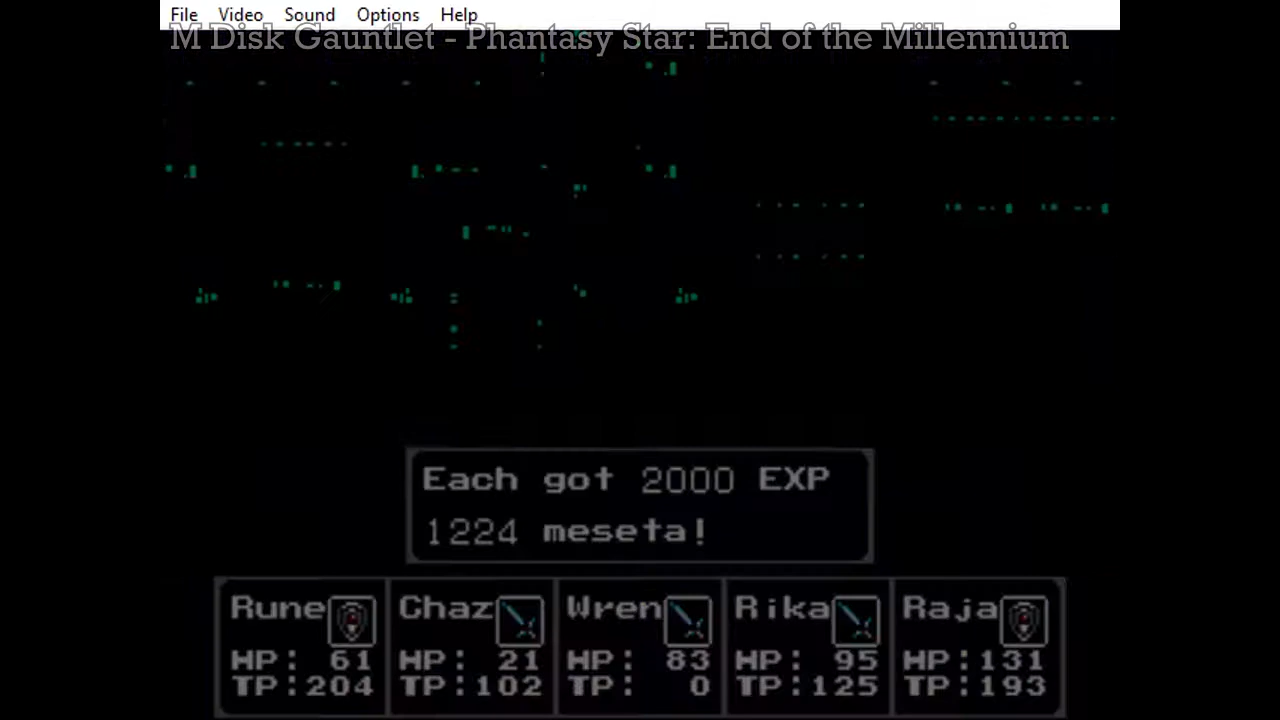 File Video Sound Options Help
M Disk Gauntlet - Phantasy Star: End of the Millennium
Each got 2000 EXP
1224 meseta!
Rune Chaz Wren Rika Raja
HP: 61 HP: 21 HP: 83 HP: 95 HP:131
TP:204 TP:102 TP: 0 TP:125 TP:193